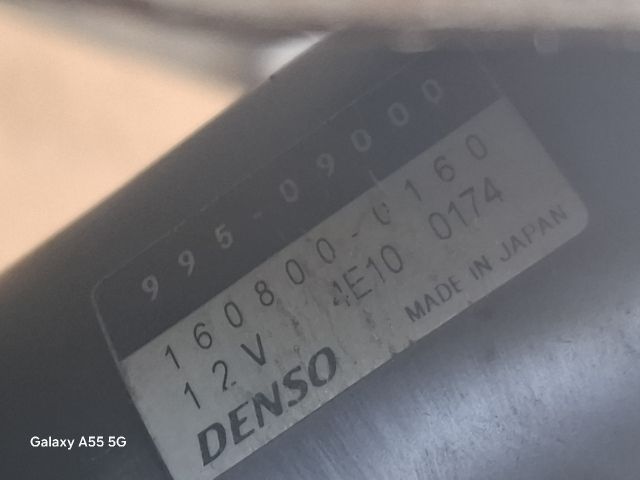 995-09000
160800-0160
12V 4E10 0174
DENSO MADE IN JAPAN
Galaxy A55 5G